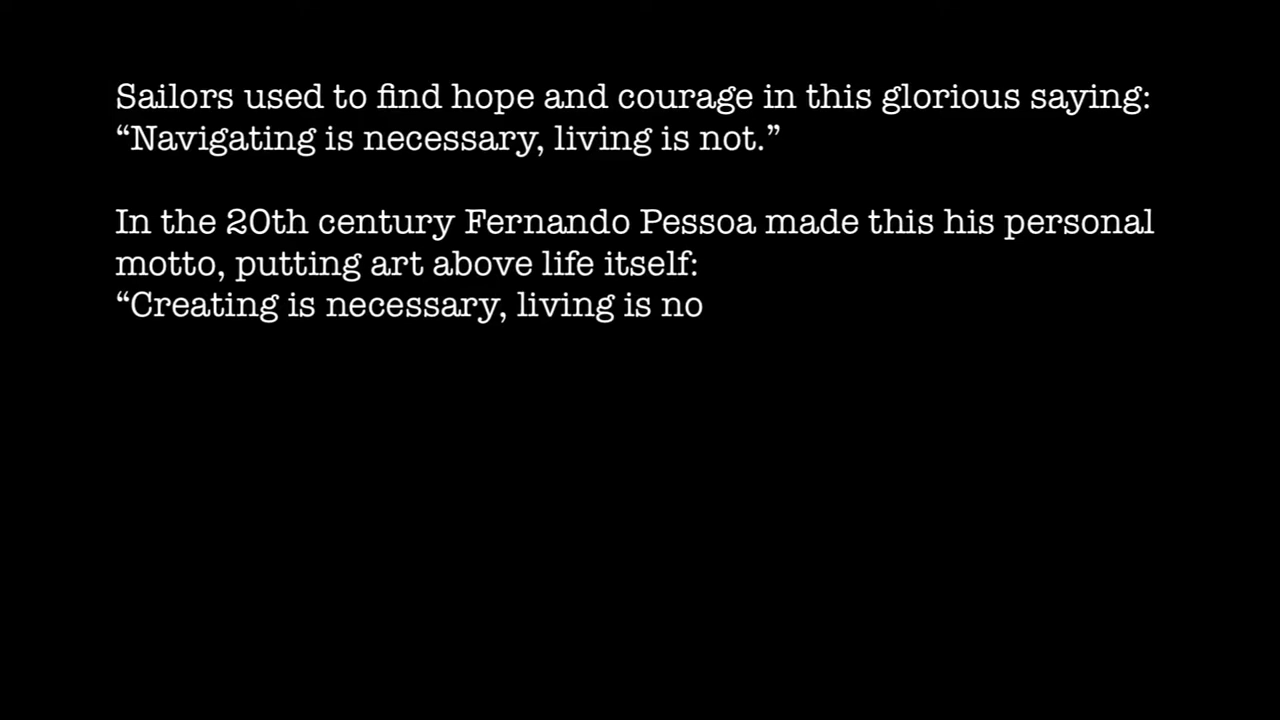 Sailors used to find hope and courage in this glorious saying:
“Navigating is necessary, living is not.”
In the 20th century Fernando Pessoa made this his personal
motto, putting art above life itself:
“Creating is necessary, living is no